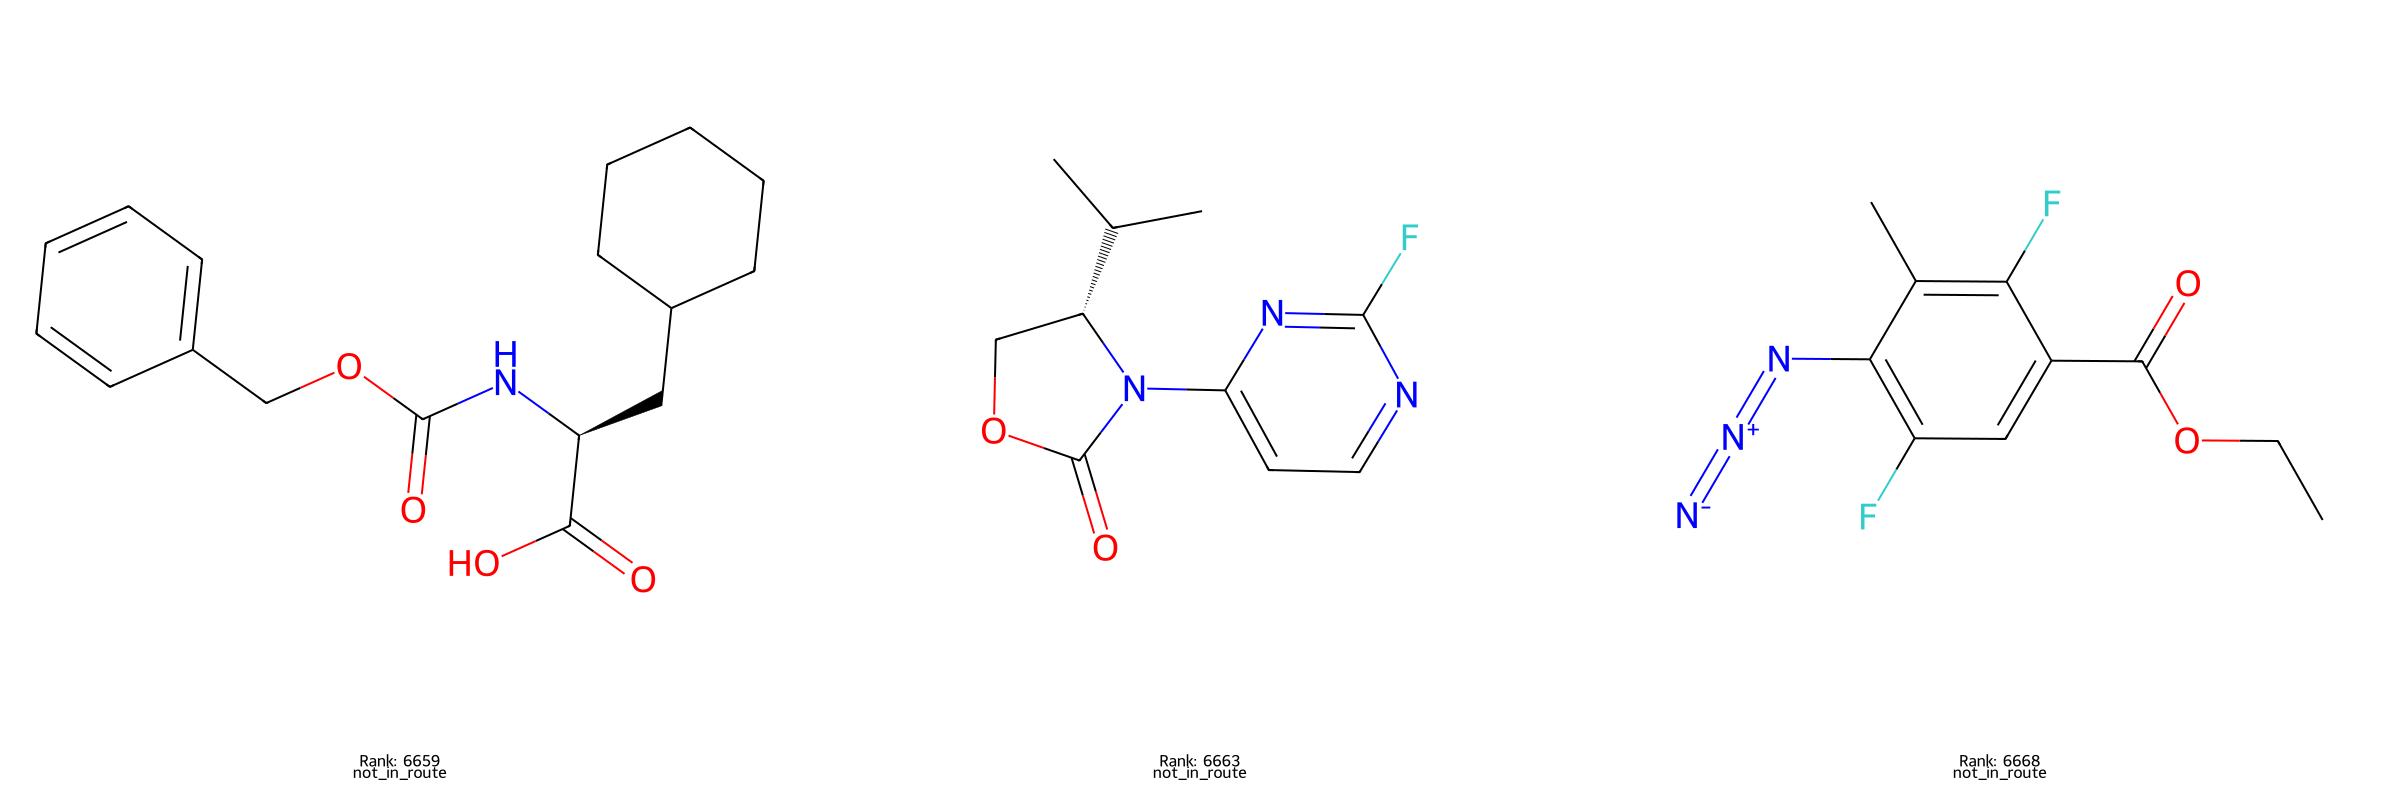 F
F
O
N
O
H
N
N
N
N
O
N+
O
O
N-
F
O
HO
O
O
Rank: 6659
not_in_route
Rank: 6663
not_in_route
Rank: 6668
not_in_route